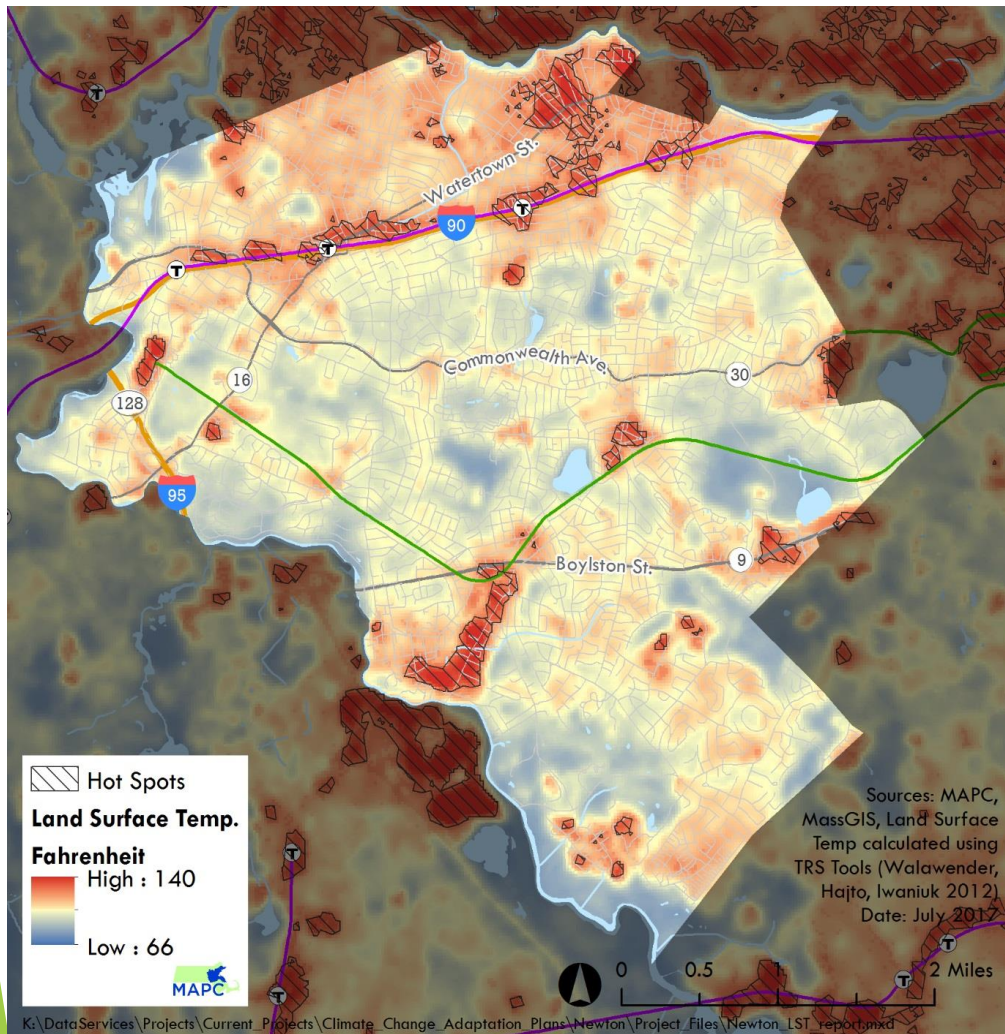 T
Watertown St.
90
T
T
T
Commonwealth Ave.
16
30
128
95
Boylston St.
9
Hot Spots
Land Surface Temp.
Fahrenheit
High : 140
Low : 66
MAPC
Sources: MAPC,
MassGIS, Land Surface
Temp calculated using
TRS Tools (Walawender,
Hajto, Iwaniuk 2012)
Date: July 2017
T
T
T
T
0 0.5 1 2 Miles
K:\DataServices\Projects\Current_Projects\Climate_Change_Adaptation_Plans\Newton\Project_Files\Newton_LST_report.mxd